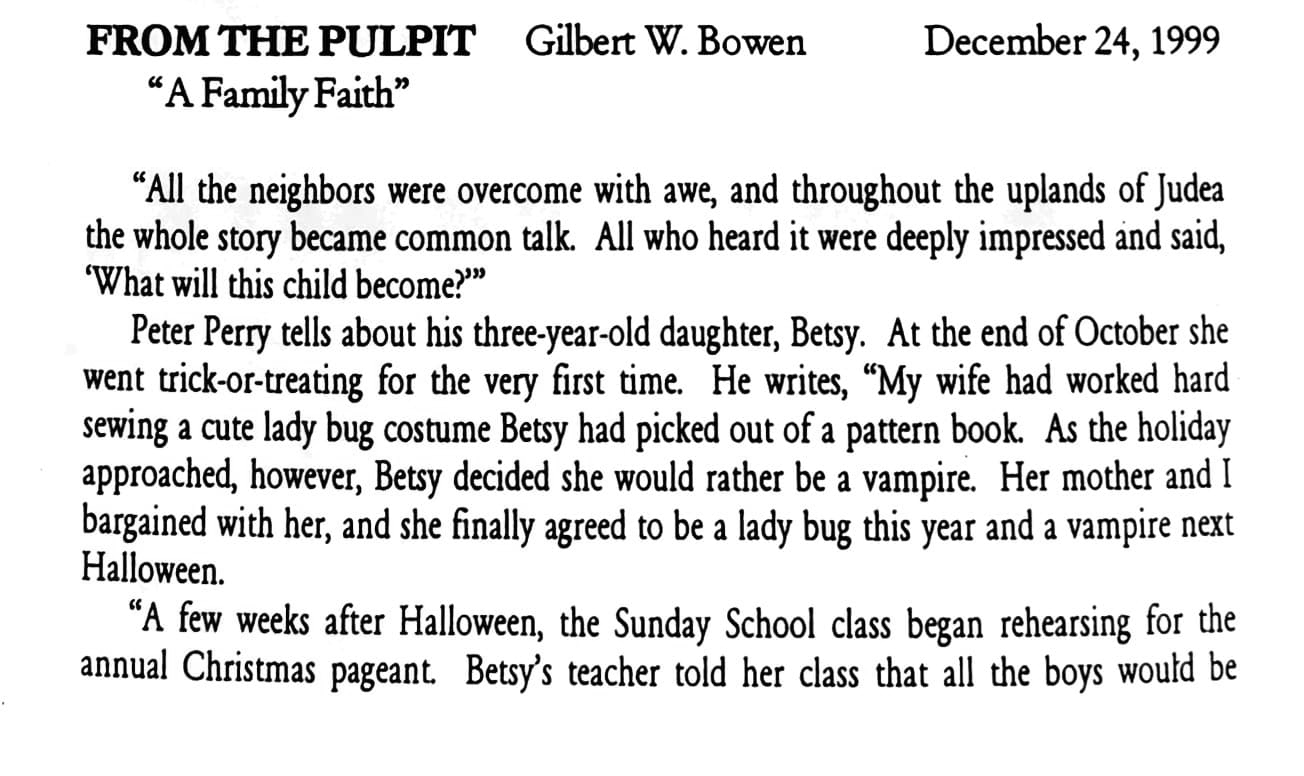 FROM THE PULPIT Gilbert W. Bowen December 24, 1999
“A Family Faith”
“All the neighbors were overcome with awe, and throughout the uplands of Judea
the whole story became common talk. All who heard it were deeply impressed and said,
‘What will this child become?’”
Peter Perry tells about his three-year-old daughter, Betsy. At the end of October she
went trick-or-treating for the very first time. He writes, “My wife had worked hard
sewing a cute lady bug costume Betsy had picked out of a pattern book. As the holiday
approached, however, Betsy decided she would rather be a vampire. Her mother and I
bargained with her, and she finally agreed to be a lady bug this year and a vampire next
Halloween.
“A few weeks after Halloween, the Sunday School class began rehearsing for the
annual Christmas pageant. Betsy’s teacher told her class that all the boys would be